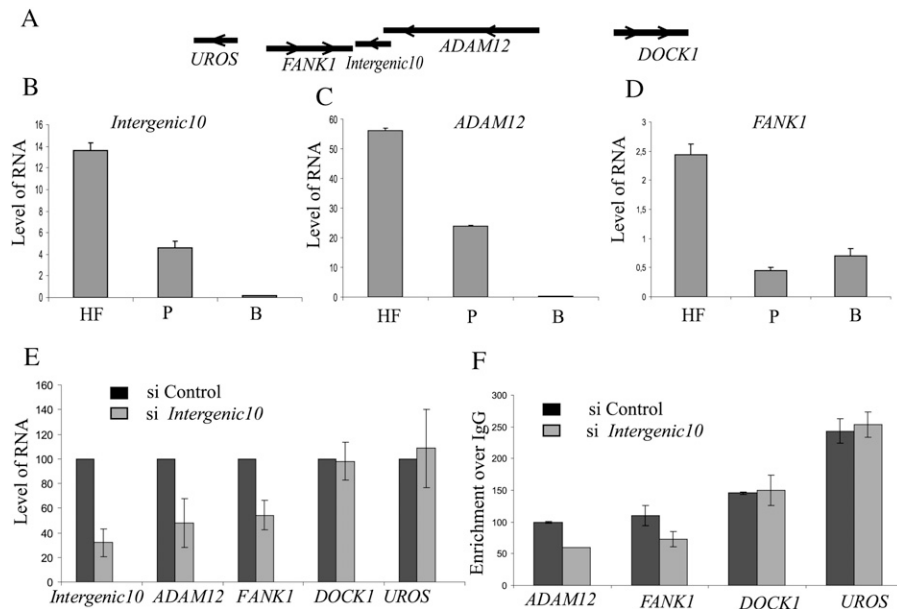 A
UROS
FANK1
Intergenic10
ADAM12
DOCK1
B
Intergenic10
Level of RNA
16
14
12
10
8
6
4
2
0
HF P B
C
ADAM12
Level of RNA
60
50
40
30
20
10
0
HF P B
D
FANK1
Level of RNA
3
2,5
2
1,5
1
0,5
0
HF P B
E
si Control
si Intergenic10
Level of RNA
160
140
120
100
80
60
40
20
0
Intergenic10 ADAM12 FANK1 DOCK1 UROS
F
si Control
si Intergenic10
Enrichment over IgG
300
250
200
150
100
50
0
ADAM12 FANK1 DOCK1 UROS